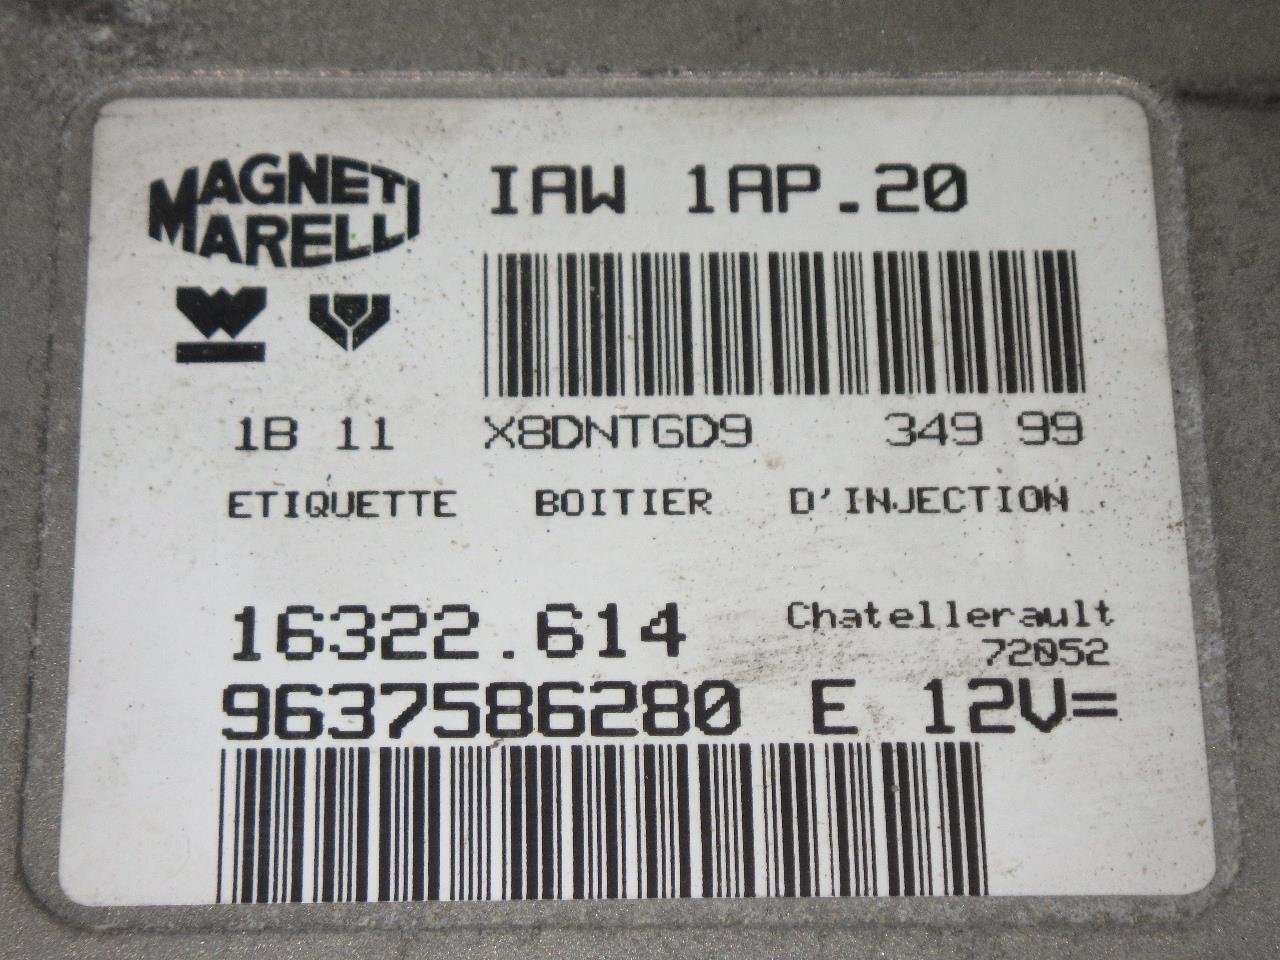 MAGNETI
MARELLI
IAW 1AP.20
1B 11 X8DNTGD9 349 99
ETIQUETTE BOITIER D'INJECTION
16322.614 Chatellerault
72052
9637586280 E 12V=